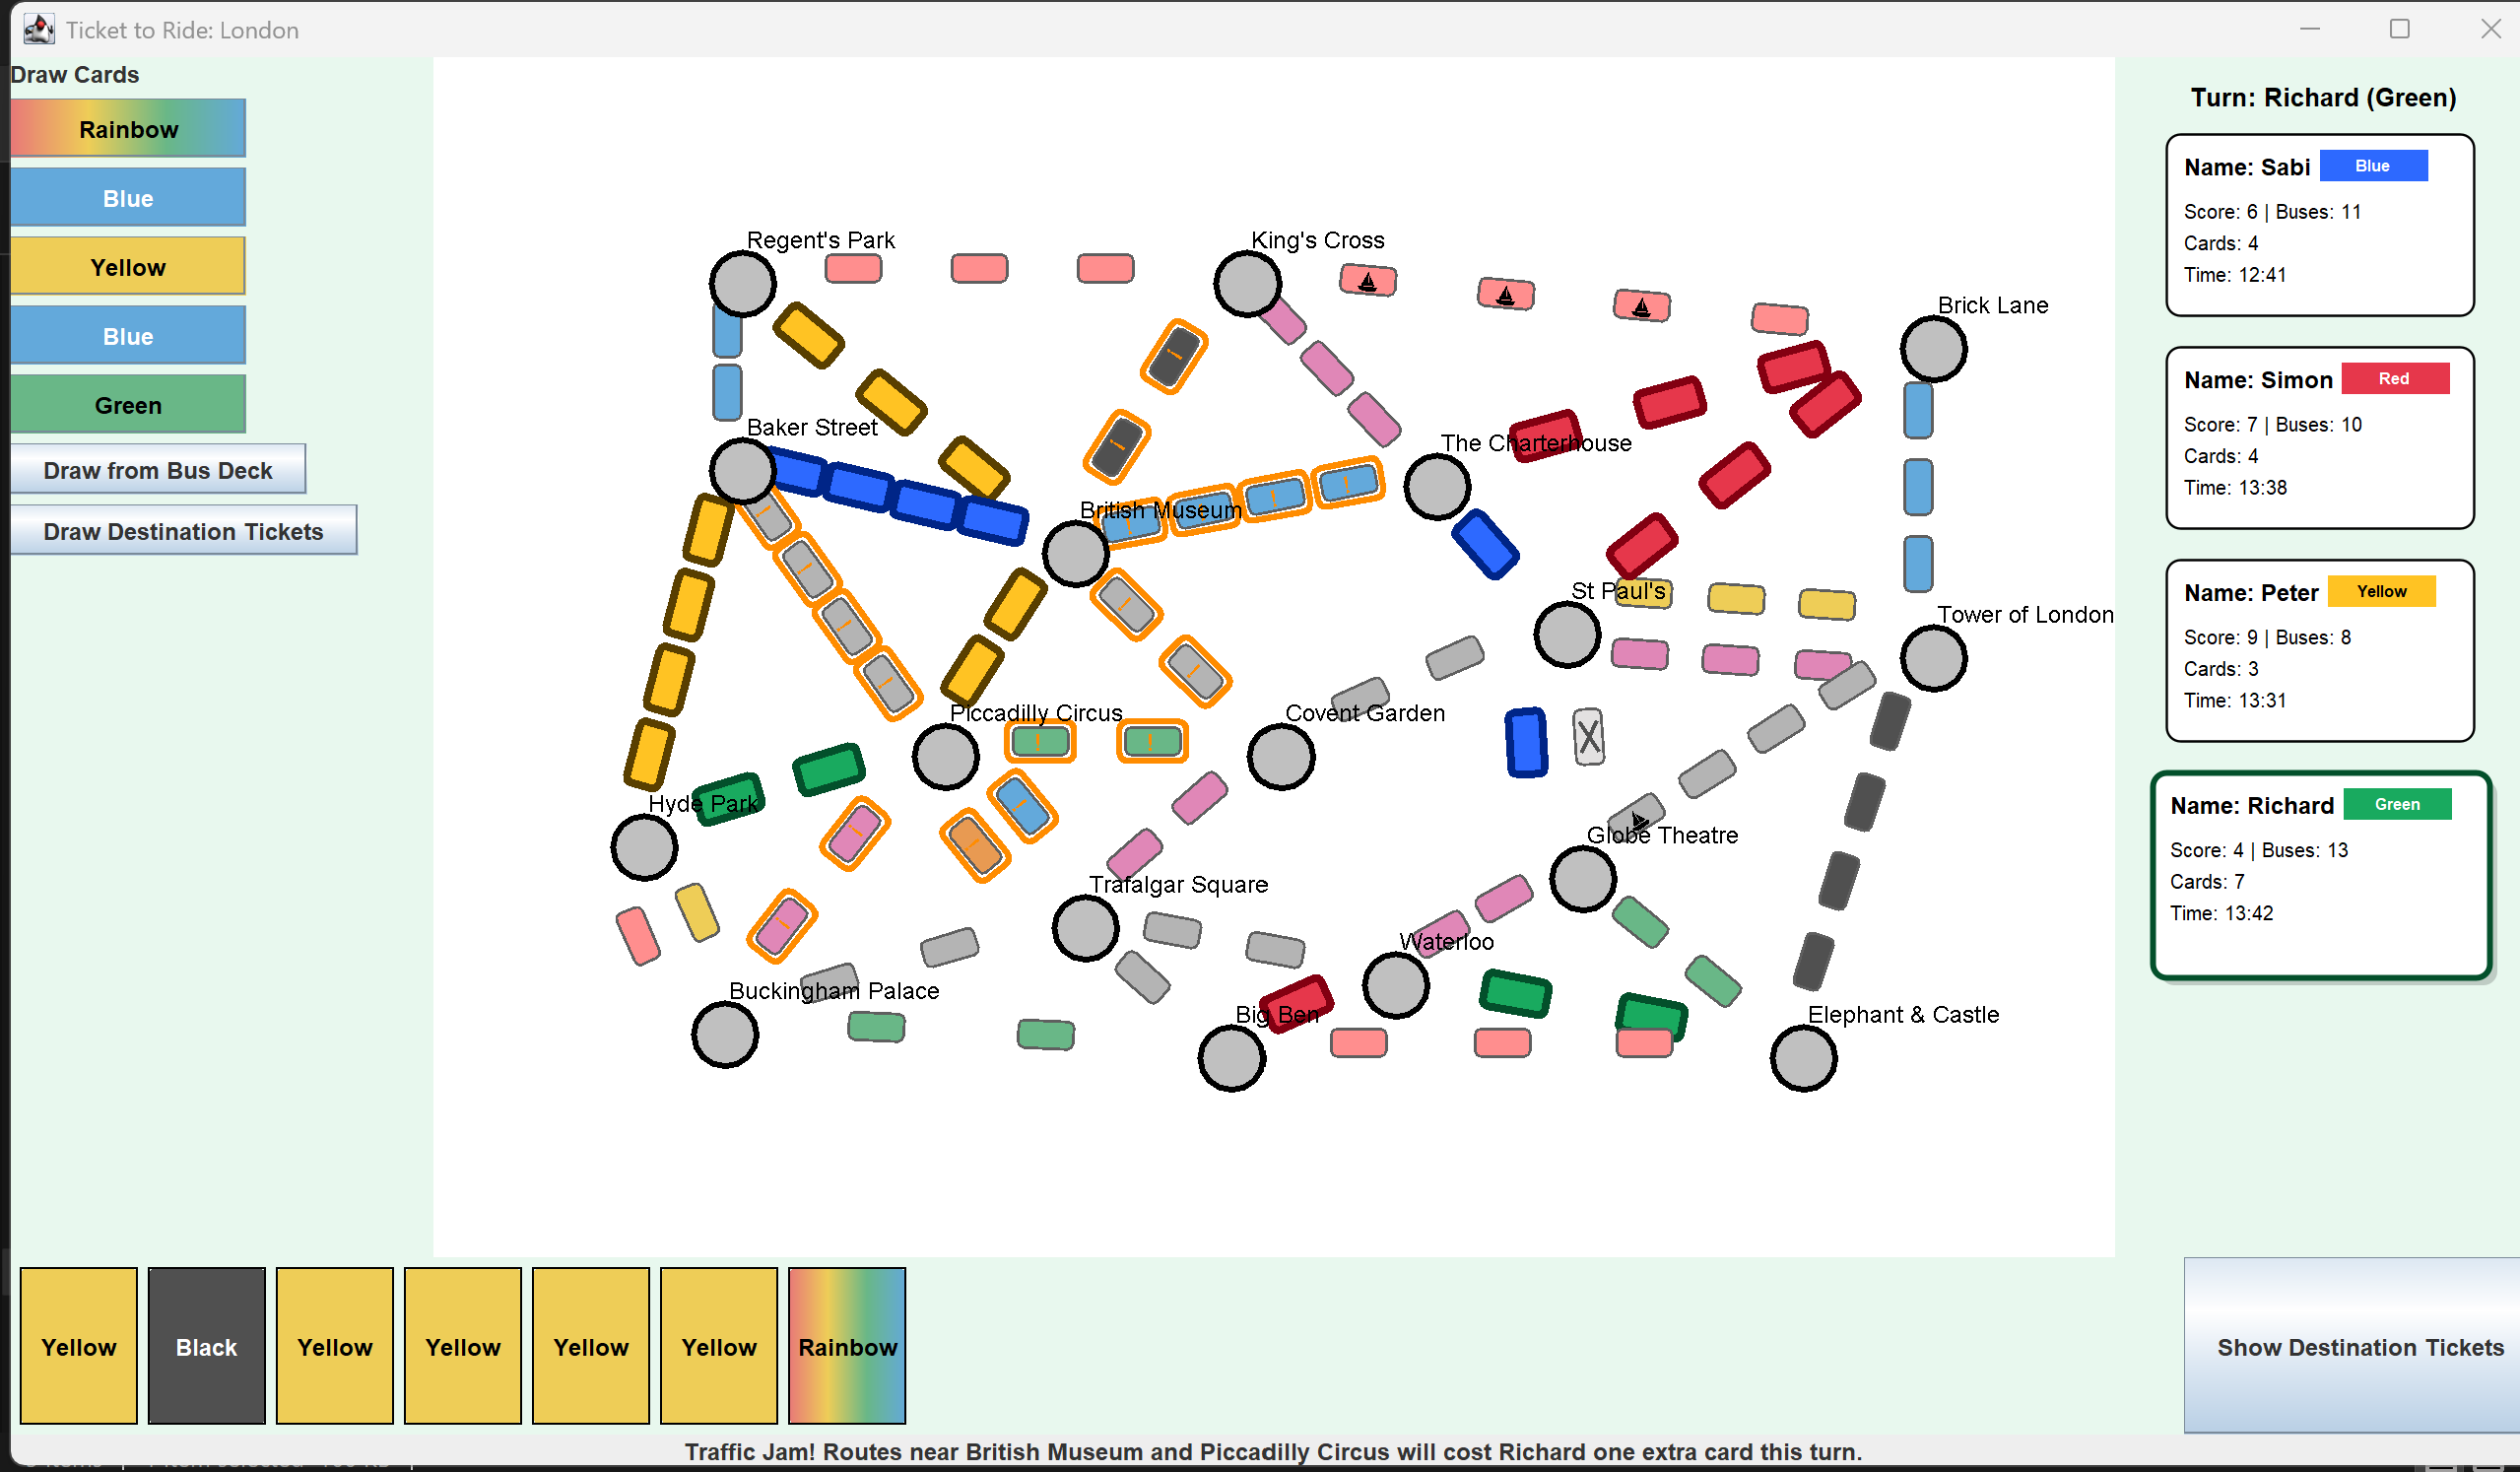 Ticket to Ride: London
Draw Cards
Rainbow
Blue
Yellow
Blue
Green
Draw from Bus Deck
Draw Destination Tickets
Regent's Park
King's Cross
Brick Lane
Baker Street
The Charterhouse
British Museum
St Paul's
Tower of London
Piccadilly Circus
Covent Garden
Hyde Park
Globe Theatre
Trafalgar Square
Waterloo
Buckingham Palace
Big Ben
Elephant & Castle
Turn: Richard (Green)
Name: Sabi Blue
Score: 6 | Buses: 11
Cards: 4
Time: 12:41
Name: Simon Red
Score: 7 | Buses: 10
Cards: 4
Time: 13:38
Name: Peter Yellow
Score: 9 | Buses: 8
Cards: 3
Time: 13:31
Name: Richard Green
Score: 4 | Buses: 13
Cards: 7
Time: 13:42
Yellow Black Yellow Yellow Yellow Yellow Rainbow
Show Destination Tickets
Traffic Jam! Routes near British Museum and Piccadilly Circus will cost Richard one extra card this turn.